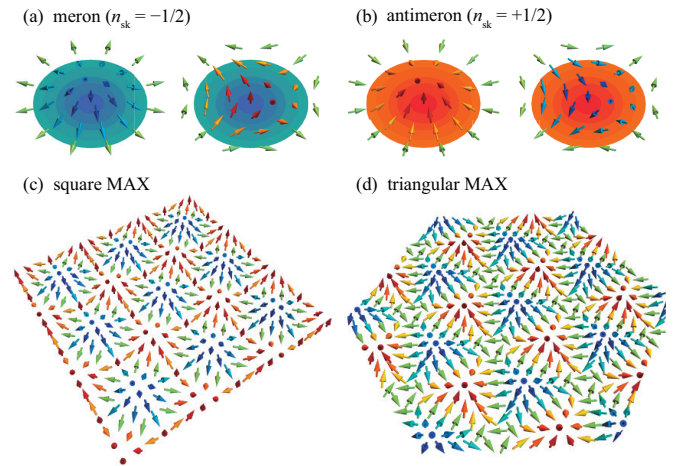 (a) meron (nsk = −1/2)
(b) antimeron (nsk = +1/2)
(c) square MAX
(d) triangular MAX